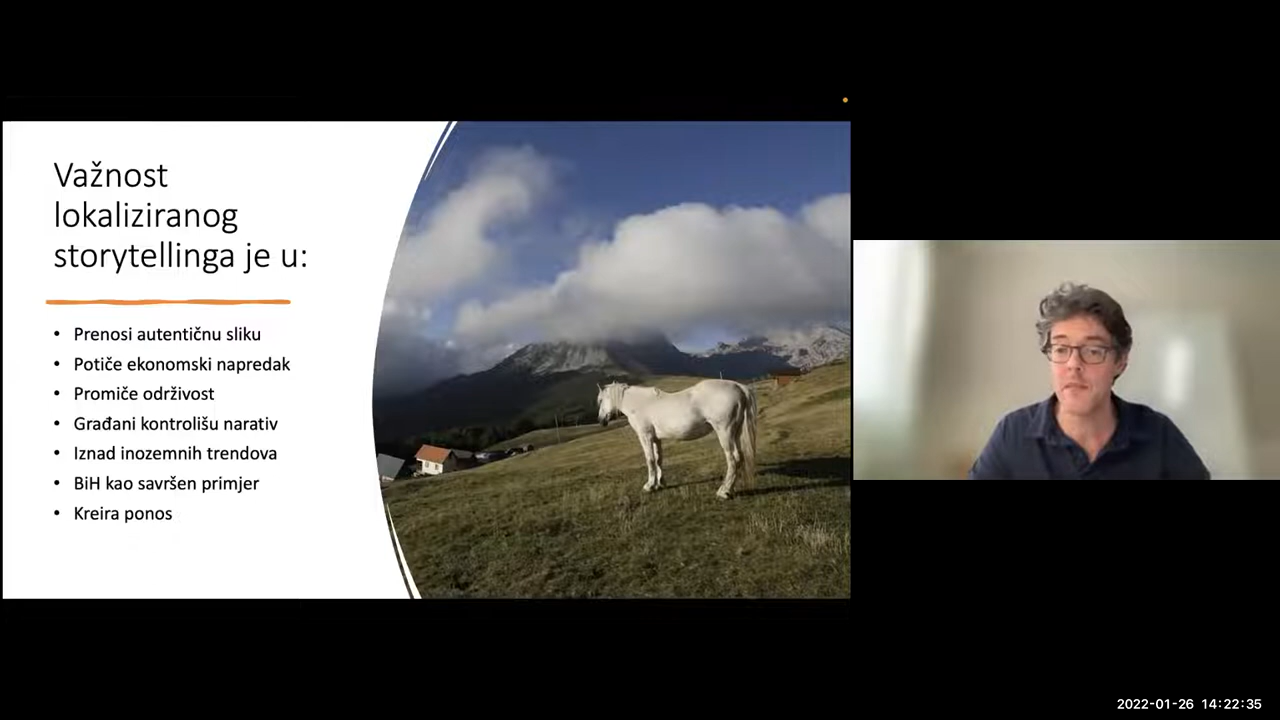 Važnost
lokaliziranog
storytellinga je u:
• Prenosi autentičnu sliku
• Potiče ekonomski napredak
• Promiče održivost
• Građani kontrolišu narativ
• Iznad inozemnih trendova
• BiH kao savršen primjer
• Kreira ponos
2022-01-26 14:22:35